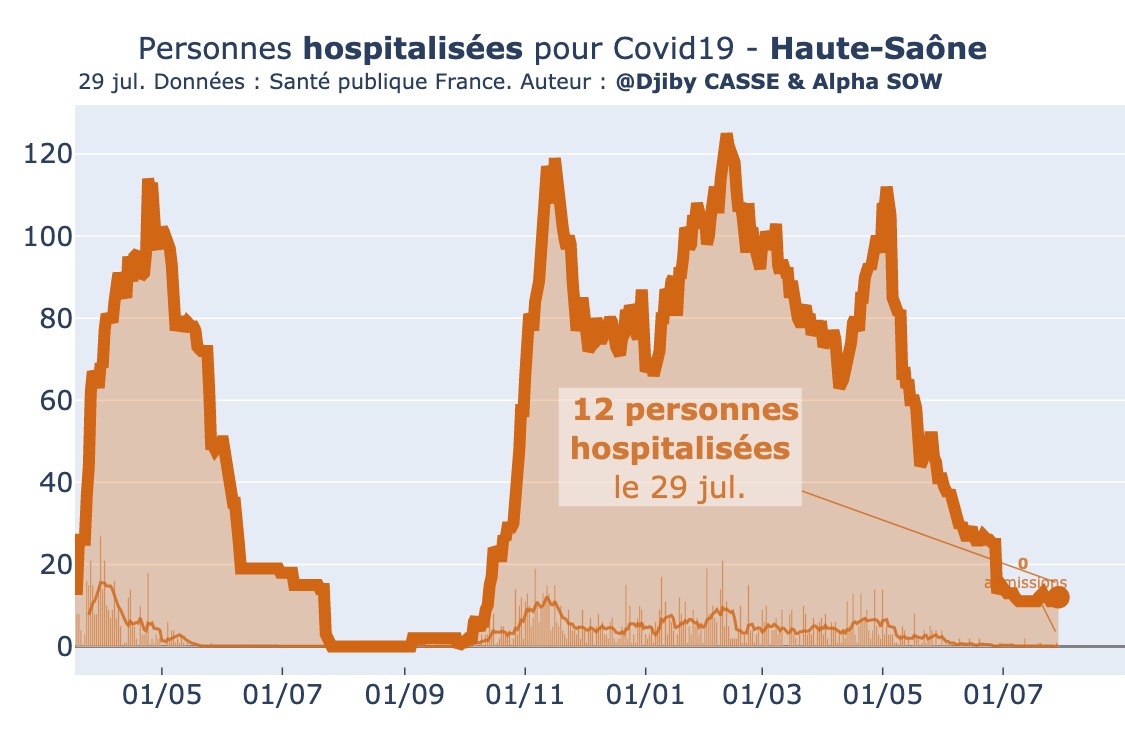 Personnes hospitalisées pour Covid19 - Haute-Saône
29 jul. Données : Santé publique France. Auteur : @Djiby CASSE & Alpha SOW
120
100
80
60
40
20
0
12 personnes
hospitalisées
le 29 jul.
0
admissions
01/05
01/07
01/09
01/11
01/01
01/03
01/05
01/07